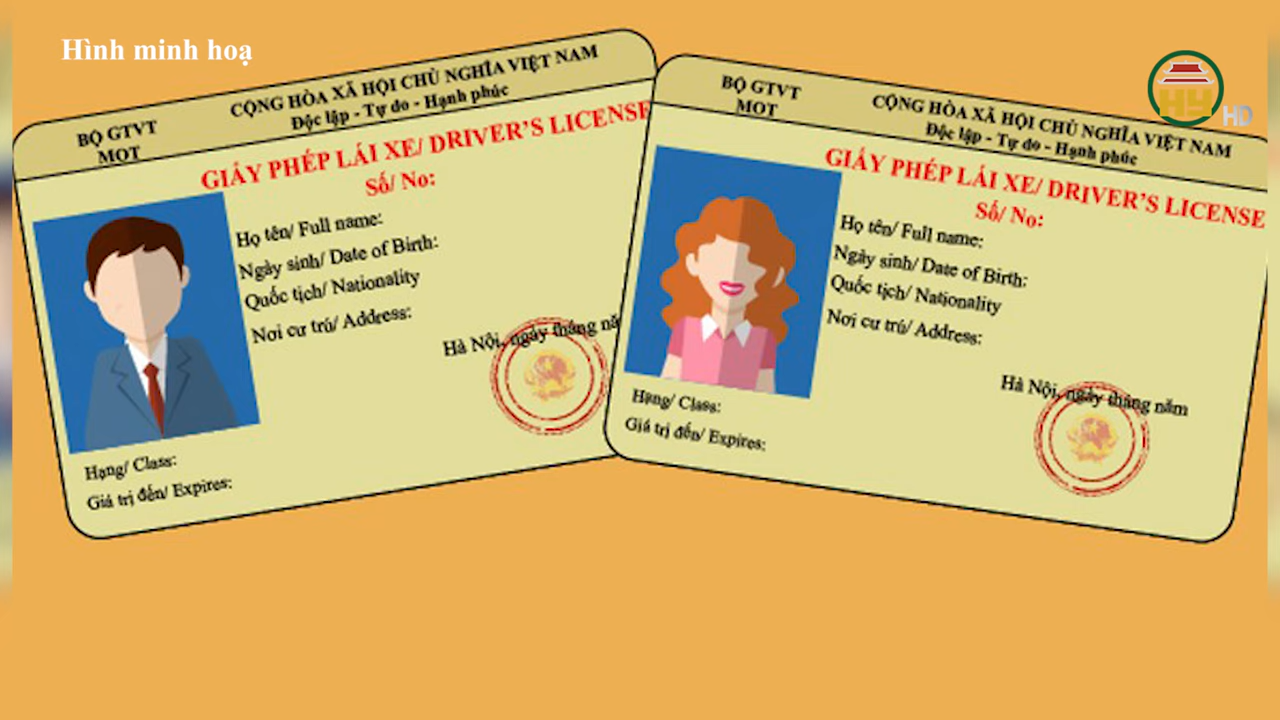 Hình minh hoạ
BỘ GTVT
MOT
CỘNG HÒA XÃ HỘI CHỦ NGHĨA VIỆT NAM
Độc lập - Tự do - Hạnh phúc
GIẤY PHÉP LÁI XE/ DRIVER'S LICENSE
Số/ No:
Họ tên/ Full name:
Ngày sinh/ Date of Birth:
Quốc tịch/ Nationality
Nơi cư trú/ Address:
Hà Nội, ngày tháng nă
Hạng/ Class:
Giá trị đến/ Expires:
BỘ GTVT
MOT
CỘNG HÒA XÃ HỘI CHỦ NGHĨA VIỆT NAM
Độc lập - Tự do - Hạnh phúc
GIẤY PHÉP LÁI XE/ DRIVER'S LICENSE
Số/ No:
Họ tên/ Full name:
Ngày sinh/ Date of Birth:
Quốc tịch/ Nationality
Nơi cư trú/ Address:
Hà Nội, ngày tháng năm
Hạng/ Class:
Giá trị đến/ Expires:
HY HD